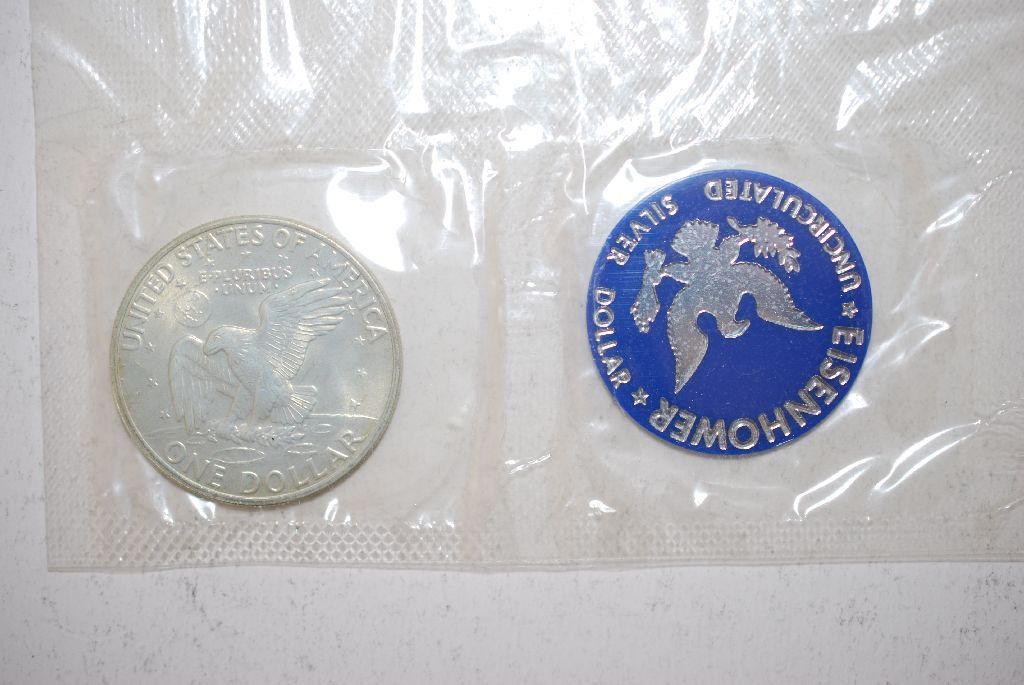 UNITED STATES OF AMERICA
E·PLURIBUS
·UNUM·
ONE DOLLAR
EISENHOWER
★ UNCIRCULATED SILVER DOLLAR ★